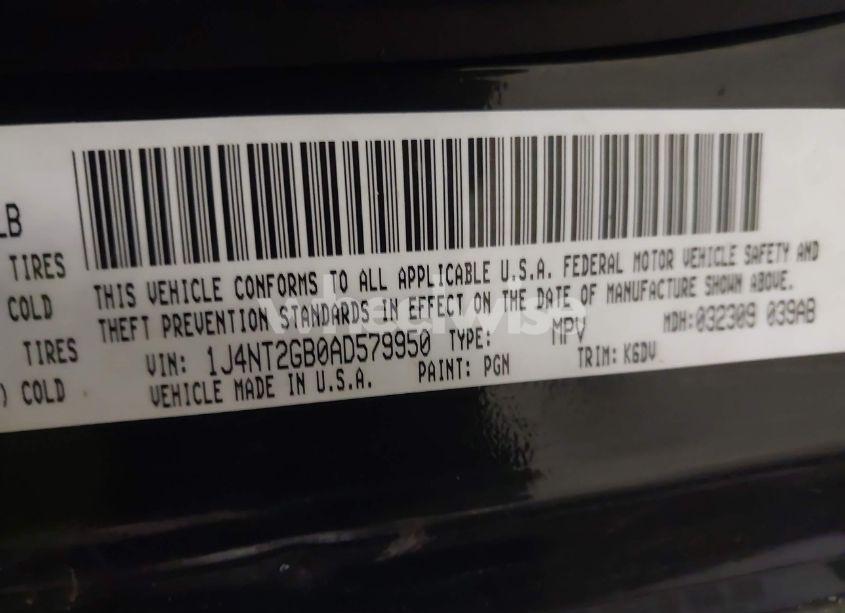 LB
TIRES
COLD
TIRES
) COLD
THIS VEHICLE CONFORMS TO ALL APPLICABLE U.S.A. FEDERAL MOTOR VEHICLE SAFETY AND
THEFT PREVENTION STANDARDS IN EFFECT ON THE DATE OF MANUFACTURE SHOWN ABOVE.
VIN: 1J4NT2GB0AD579950 TYPE: MPV MDH:032309 039AB
VEHICLE MADE IN U.S.A. PAINT: PGN TRIM: K6DV